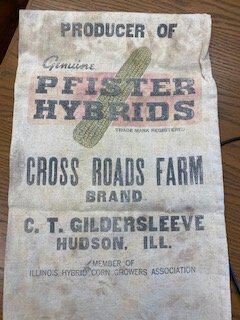 PRODUCER OF
Genuine
PFISTER
HYBRIDS
TRADE MARK REGISTERED
CROSS ROADS FARM
BRAND
C. T. GILDERSLEEVE
HUDSON, ILL.
MEMBER OF
ILLINOIS HYBRID CORN GROWERS ASSOCIATION